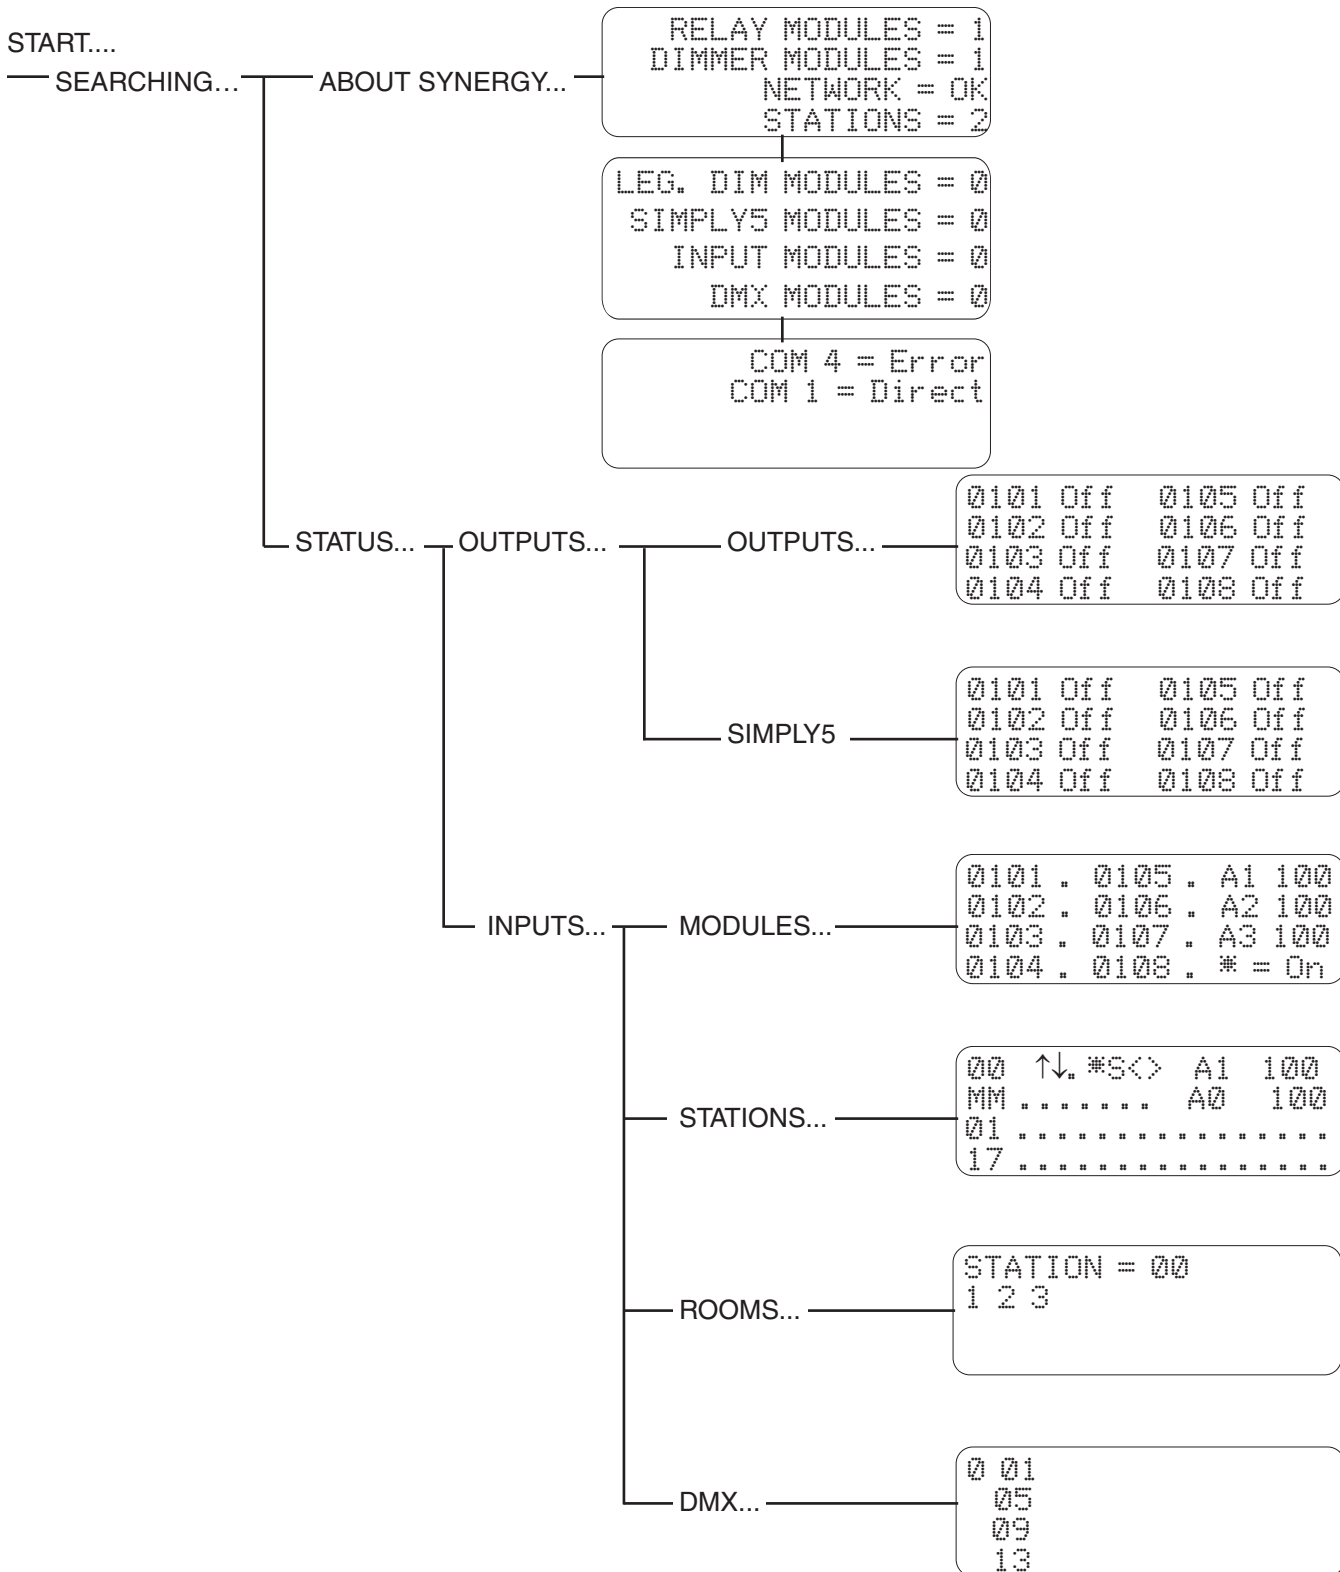 START....
SEARCHING...
ABOUT SYNERGY...
RELAY MODULES = 1
DIMMER MODULES = 1
NETWORK = OK
STATIONS = 2
LEG. DIM MODULES = 0
SIMPLY5 MODULES = 0
INPUT MODULES = 0
DMX MODULES = 0
COM 4 = Error
COM 1 = Direct
STATUS...
OUTPUTS...
OUTPUTS...
0101 Off 0105 Off
0102 Off 0106 Off
0103 Off 0107 Off
0104 Off 0108 Off
SIMPLY5
0101 Off 0105 Off
0102 Off 0106 Off
0103 Off 0107 Off
0104 Off 0108 Off
INPUTS...
MODULES...
0101 . 0105 . A1 100
0102 . 0106 . A2 100
0103 . 0107 . A3 100
0104 . 0108 . * = On
STATIONS...
00 ↑↓. *S<> A1 100
MM ....... A0 100
01 ................
17 ................
ROOMS...
STATION = 00
1 2 3
DMX...
0 01
05
09
13